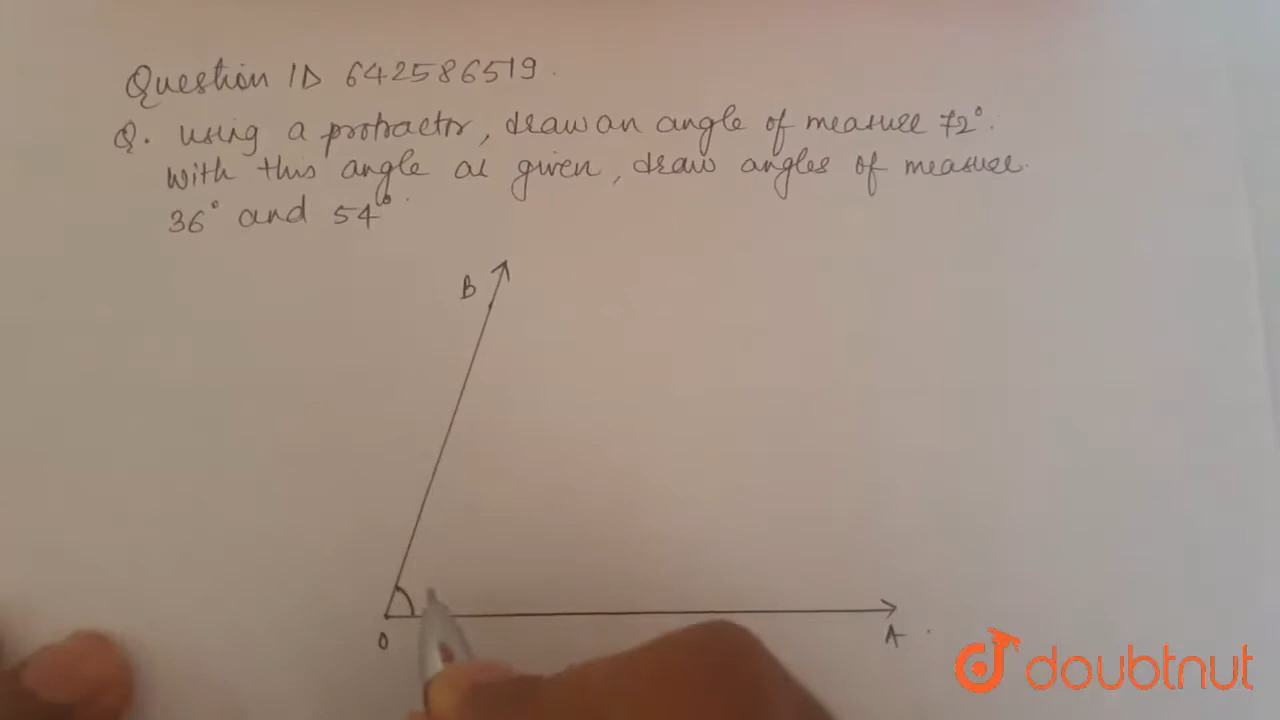 Question ID 642586519.
Q. using a protractor, draw an angle of measure 72°.
with this angle as given, draw angles of measure.
36° and 54°.
B
O
A
doubtnut